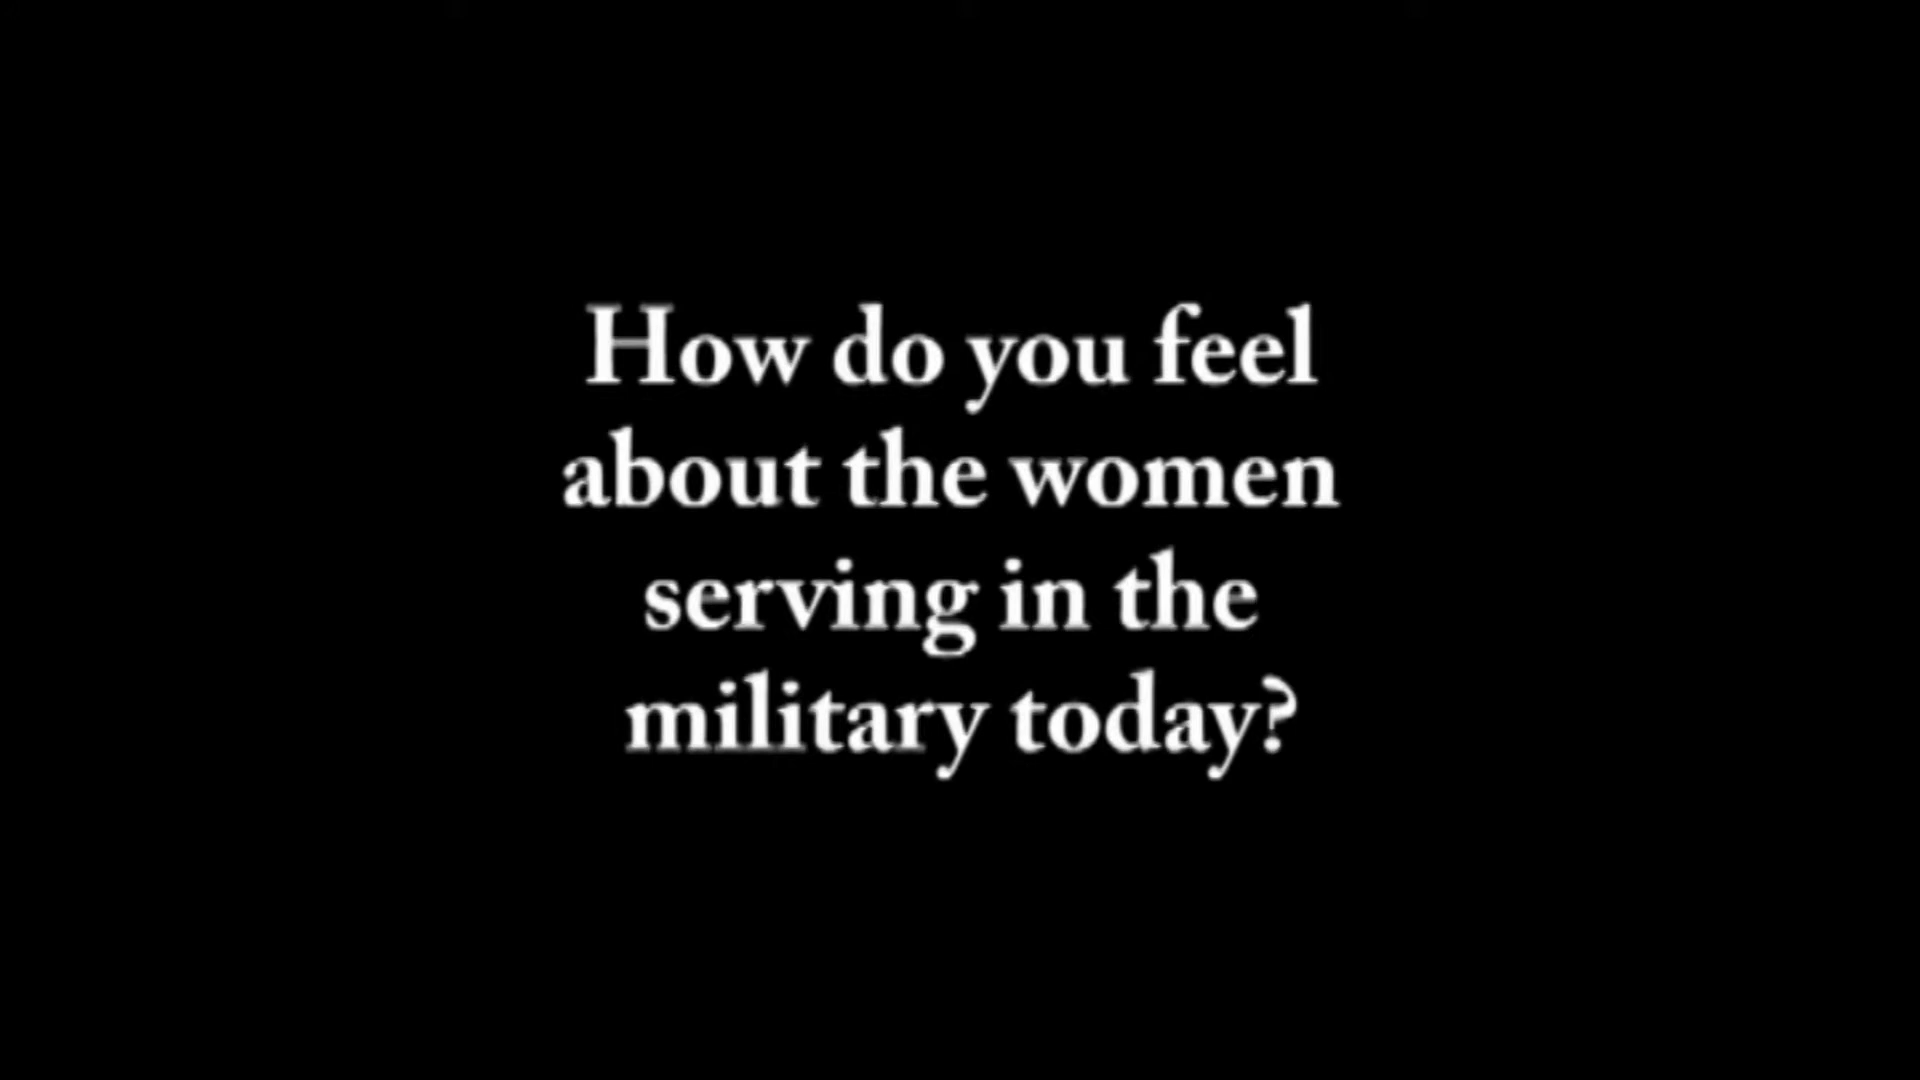 How do you feel
about the women
serving in the
military today?